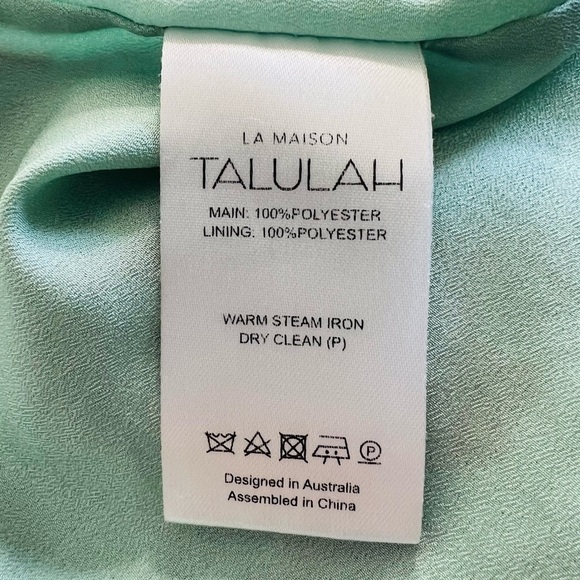 LA MAISON
TALULAH
MAIN: 100%POLYESTER
LINING: 100%POLYESTER
WARM STEAM IRON
DRY CLEAN (P)
P
Designed in Australia
Assembled in China